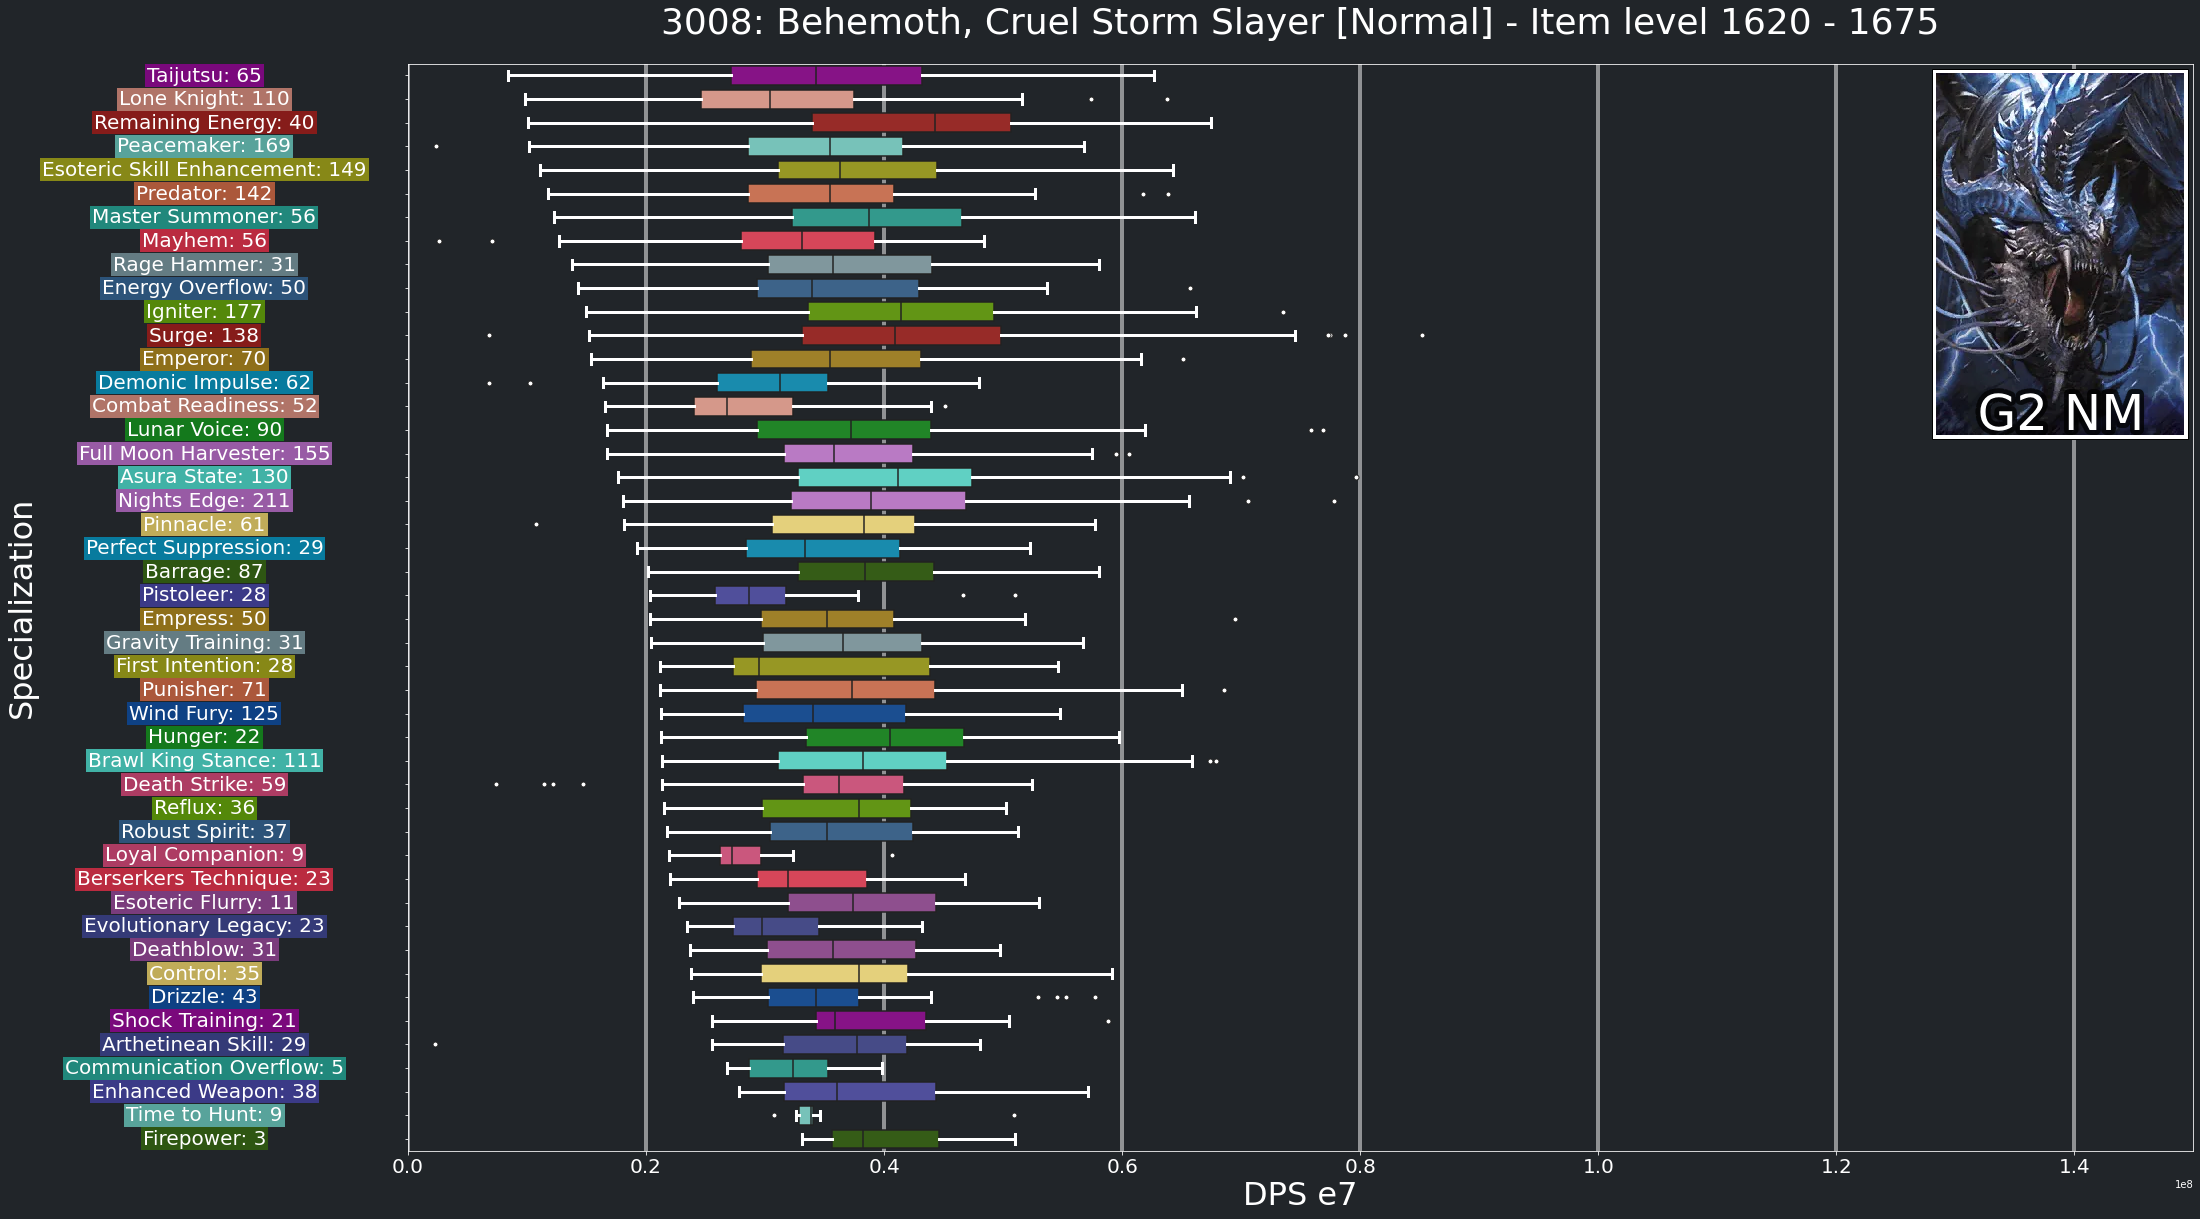 3008: Behemoth, Cruel Storm Slayer [Normal] - Item level 1620 - 1675
Specialization
Taijutsu: 65
Lone Knight: 110
Remaining Energy: 40
Peacemaker: 169
Esoteric Skill Enhancement: 149
Predator: 142
Master Summoner: 56
Mayhem: 56
Rage Hammer: 31
Energy Overflow: 50
Igniter: 177
Surge: 138
Emperor: 70
Demonic Impulse: 62
Combat Readiness: 52
Lunar Voice: 90
Full Moon Harvester: 155
Asura State: 130
Nights Edge: 211
Pinnacle: 61
Perfect Suppression: 29
Barrage: 87
Pistoleer: 28
Empress: 50
Gravity Training: 31
First Intention: 28
Punisher: 71
Wind Fury: 125
Hunger: 22
Brawl King Stance: 111
Death Strike: 59
Reflux: 36
Robust Spirit: 37
Loyal Companion: 9
Berserkers Technique: 23
Esoteric Flurry: 11
Evolutionary Legacy: 23
Deathblow: 31
Control: 35
Drizzle: 43
Shock Training: 21
Arthetinean Skill: 29
Communication Overflow: 5
Enhanced Weapon: 38
Time to Hunt: 9
Firepower: 3
G2 NM
0.0 0.2 0.4 0.6 0.8 1.0 1.2 1.4
1e8
DPS e7